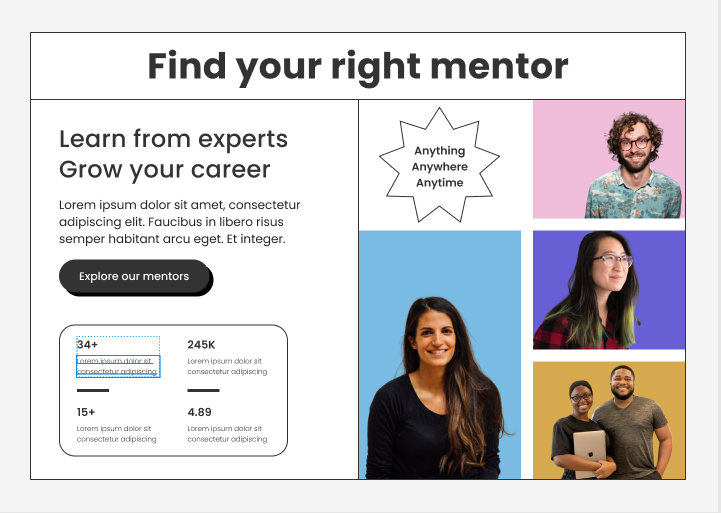 Find your right mentor
Learn from experts
Grow your career
Lorem ipsum dolor sit amet, consectetur
adipiscing elit. Faucibus in libero risus
semper habitant arcu eget. Et integer.
Explore our mentors
34+
Lorem ipsum dolor sit
consectetur adipiscing
245K
Lorem ipsum dolor sit
consectetur adipiscing
15+
Lorem ipsum dolor sit
consectetur adipiscing
4.89
Lorem ipsum dolor sit
consectetur adipiscing
Anything
Anywhere
Anytime